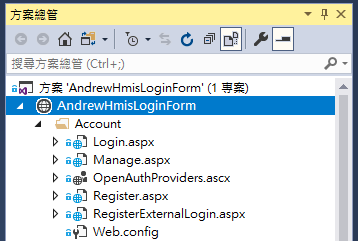 方案總管
搜尋方案總管 (Ctrl+;)
方案 'AndrewHmisLoginForm' (1 專案)
AndrewHmisLoginForm
Account
Login.aspx
Manage.aspx
OpenAuthProviders.ascx
Register.aspx
RegisterExternalLogin.aspx
Web.config